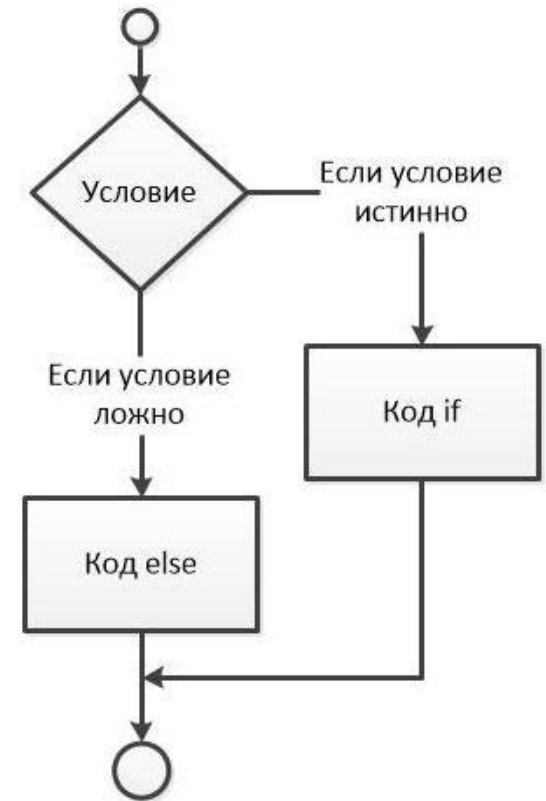 Условие
Если условие
истинно
Если условие
ложно
Код if
Код else